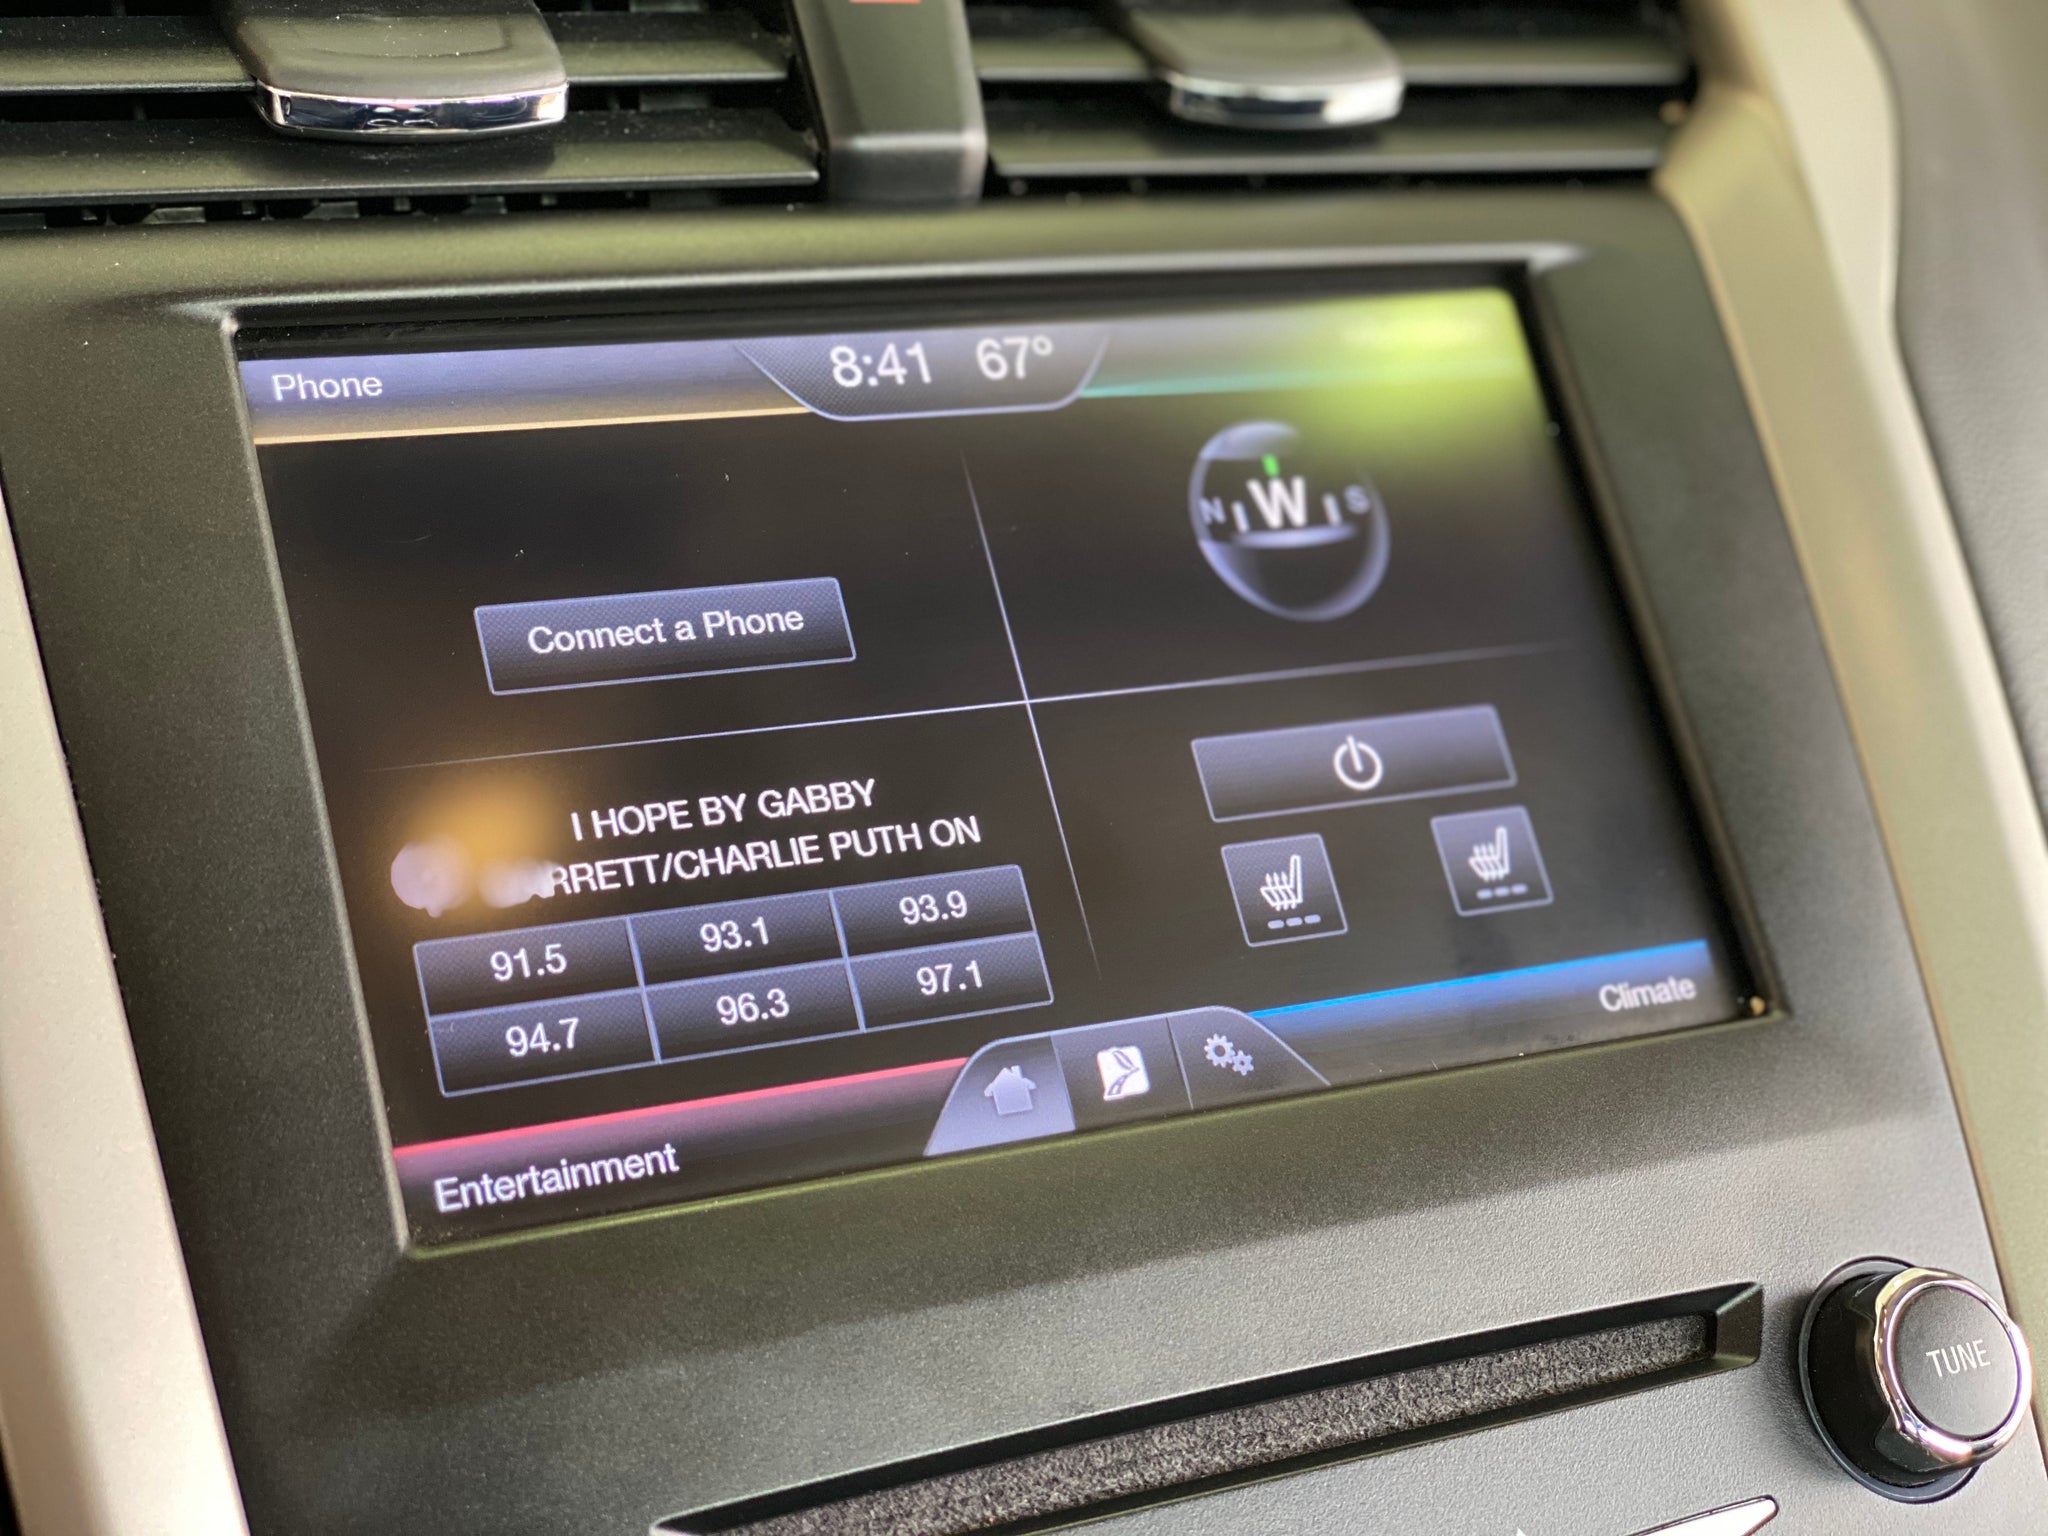 Phone
8:41 67°
N W S
Connect a Phone
I HOPE BY GABBY
/CHARLIE PUTH ON
91.5 93.1 93.9
94.7 96.3 97.1
Climate
Entertainment
TUNE